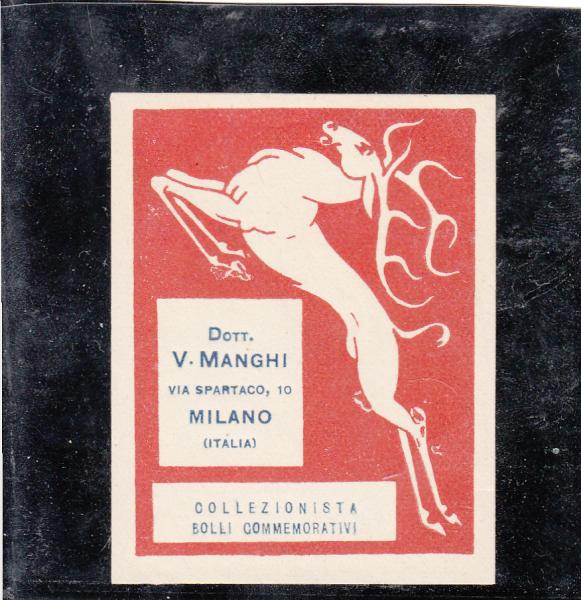 DOTT.
V. MANGHI
VIA SPARTACO, 10
MILANO
(ITALIA)
COLLEZIONISTA
BOLLI COMMEMORATIVI